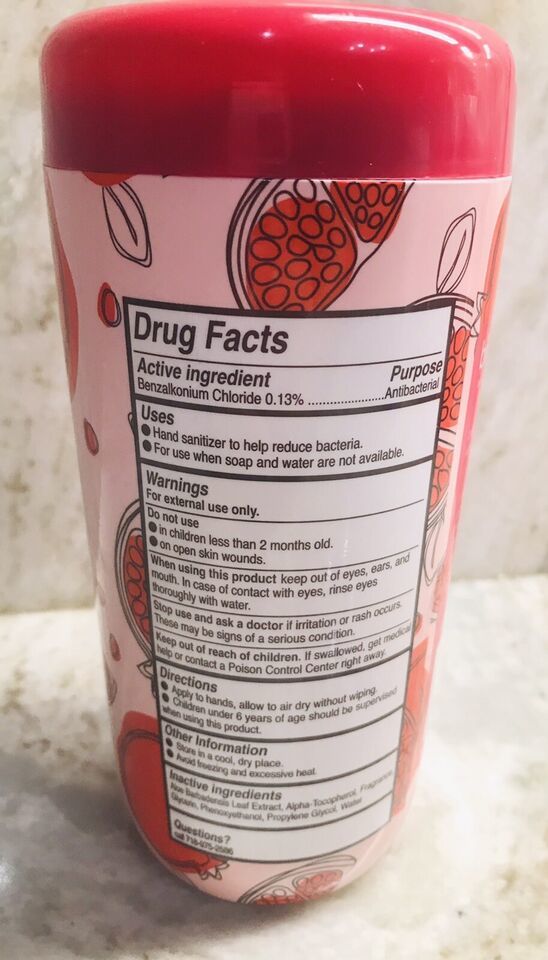 Drug Facts
Active ingredient Purpose
Benzalkonium Chloride 0.13% ......................Antibacterial
Uses
● Hand sanitizer to help reduce bacteria.
● For use when soap and water are not available.
Warnings
For external use only.
Do not use
● in children less than 2 months old.
● on open skin wounds.
When using this product keep out of eyes, ears, and
mouth. In case of contact with eyes, rinse eyes
thoroughly with water.
Stop use and ask a doctor if irritation or rash occurs.
These may be signs of a serious condition.
Keep out of reach of children. If swallowed, get medical
help or contact a Poison Control Center right away.
Directions
● Apply to hands, allow to air dry without wiping.
● Children under 6 years of age should be supervised
when using this product.
Other Information
● Store in a cool, dry place.
● Avoid freezing and excessive heat.
Inactive ingredients
Aloe Barbadensis Leaf Extract, Alpha-Tocopherol, Fragrance,
Glycerin, Phenoxyethanol, Propylene Glycol, Water
Questions?
call 718-975-2586